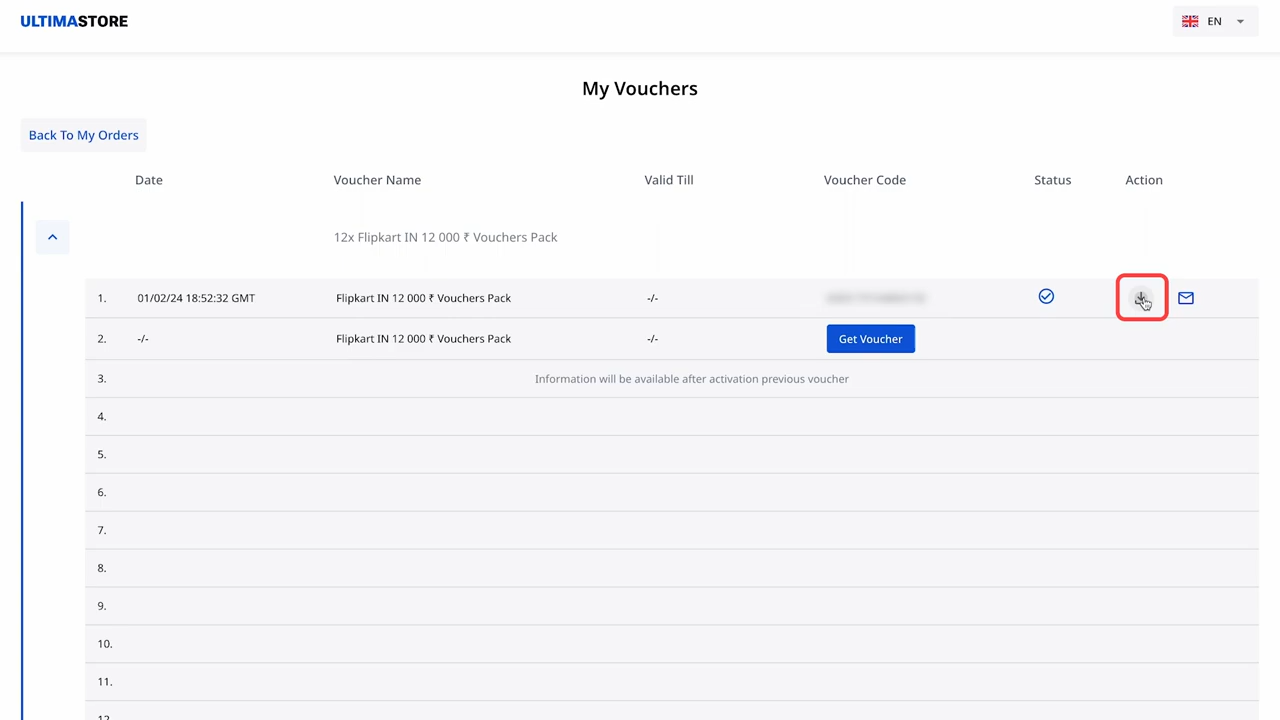 ULTIMASTORE
EN
My Vouchers
Back To My Orders
Date Voucher Name Valid Till Voucher Code Status Action
12x Flipkart IN 12 000 ₹ Vouchers Pack
1. 01/02/24 18:52:32 GMT Flipkart IN 12 000 ₹ Vouchers Pack -/-
2. -/- Flipkart IN 12 000 ₹ Vouchers Pack -/- Get Voucher
3. Information will be available after activation previous voucher
4.
5.
6.
7.
8.
9.
10.
11.
12.